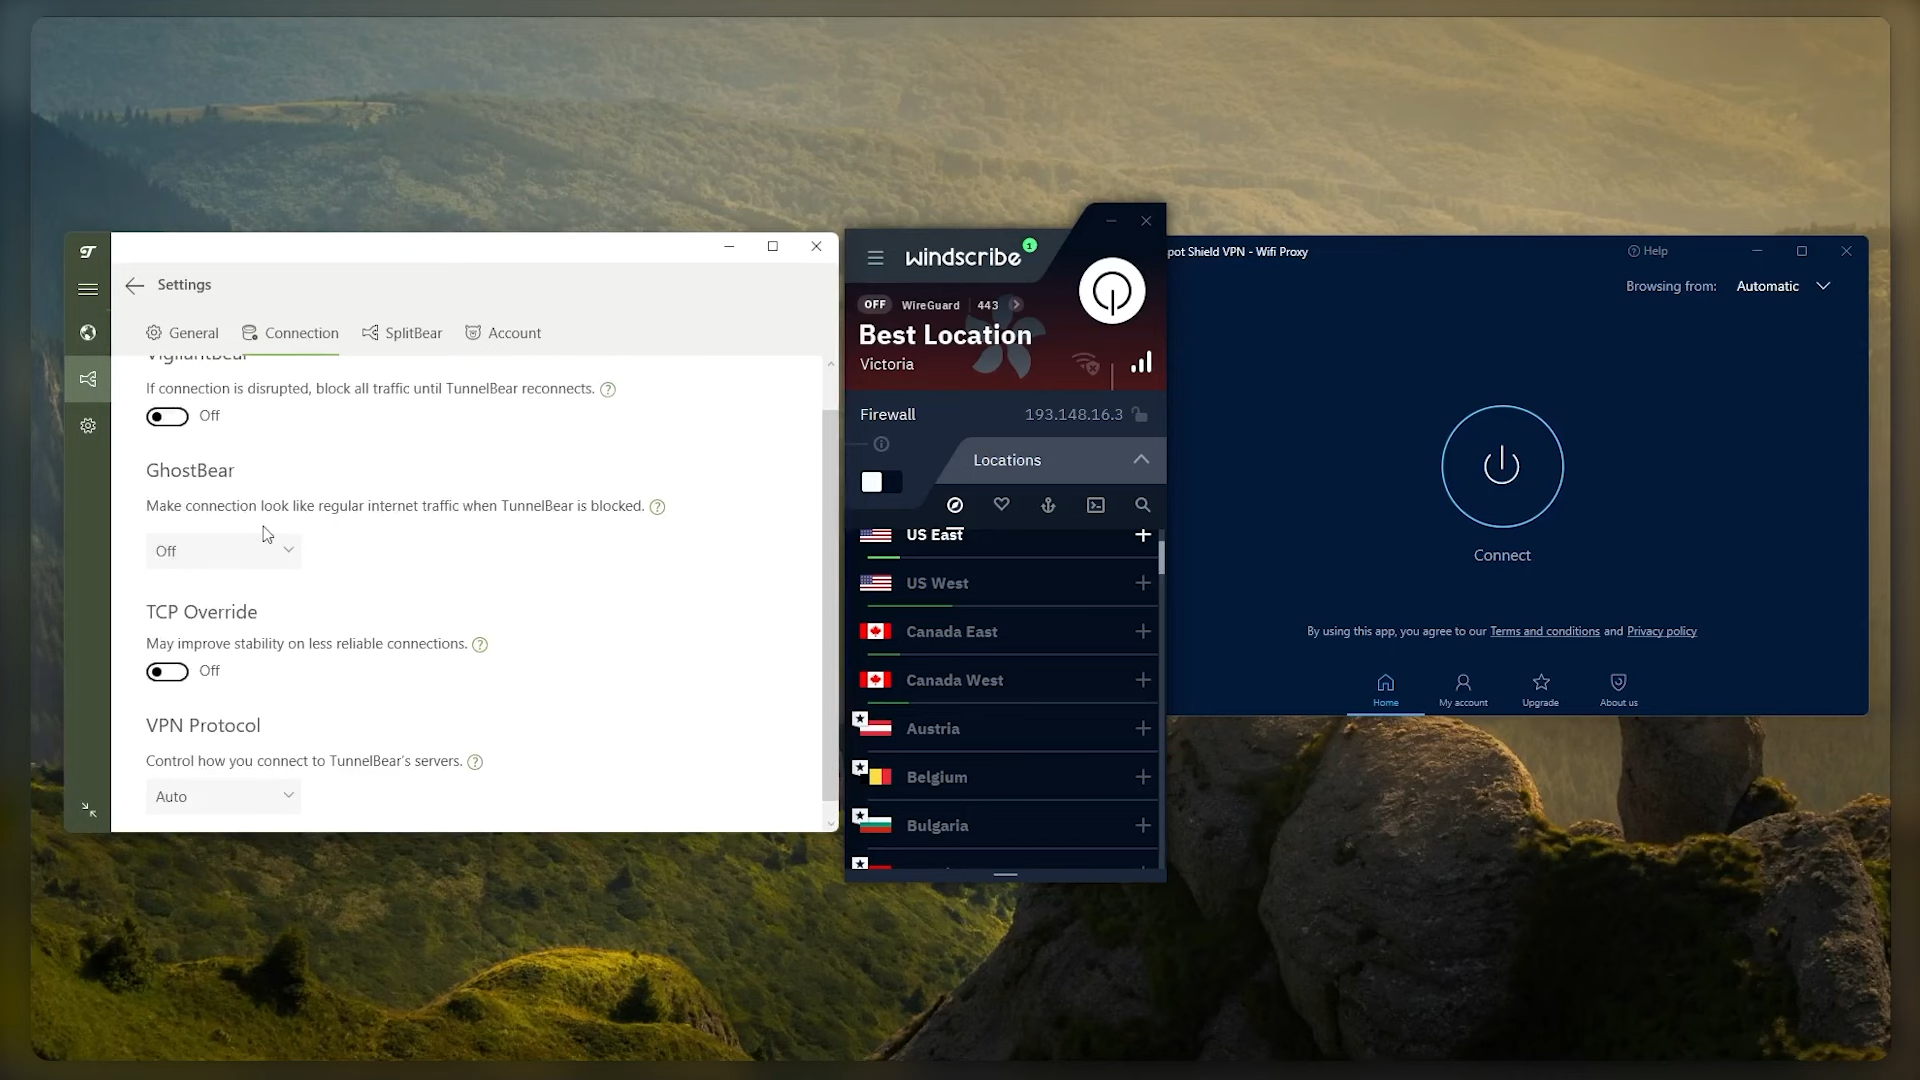 Settings
General
Connection
SplitBear
Account
VigilantBear
If connection is disrupted, block all traffic until TunnelBear reconnects.
Off
GhostBear
Make connection look like regular internet traffic when TunnelBear is blocked.
Off
TCP Override
May improve stability on less reliable connections.
Off
VPN Protocol
Control how you connect to TunnelBear's servers.
Auto
windscribe
1
OFF WireGuard 443
Best Location
Victoria
Firewall
193.148.16.3
Locations
US East
US West
Canada East
Canada West
Austria
Belgium
Bulgaria
pot Shield VPN - Wifi Proxy
Help
Browsing from: Automatic
Connect
By using this app, you agree to our Terms and conditions and Privacy policy
Home
My account
Upgrade
About us